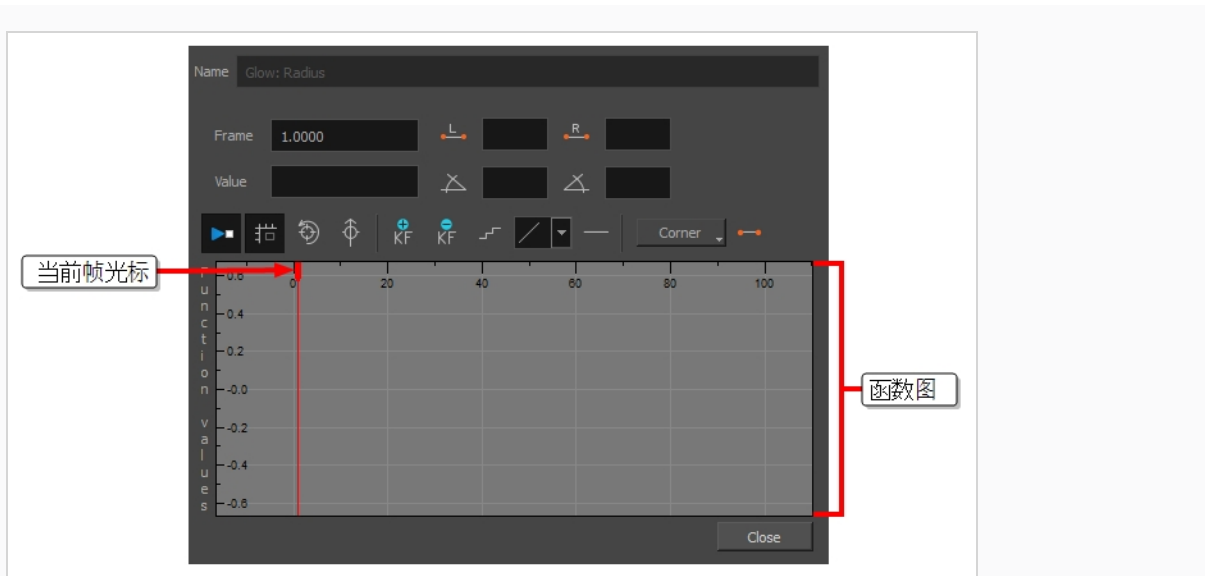 Name Glow: Radius
Frame 1.0000 L R
Value
KF KF Corner
当前帧光标
Function values
0 20 40 60 80 100
-0.6
-0.4
-0.2
-0.0
-0.2
-0.4
-0.6
函数图
Close